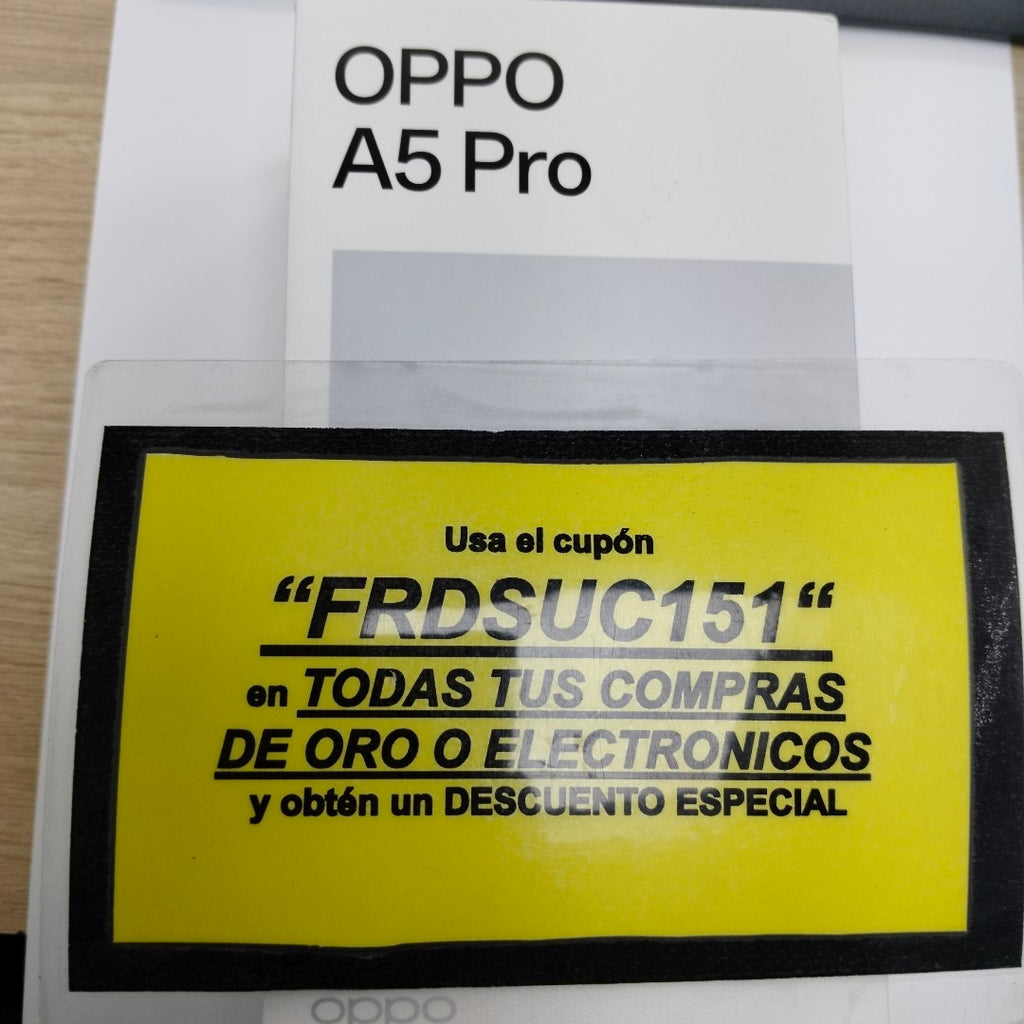 OPPO
A5 Pro
Usa el cupón
“FRDSUC151“
en TODAS TUS COMPRAS
DE ORO O ELECTRONICOS
y obtén un DESCUENTO ESPECIAL
oppo